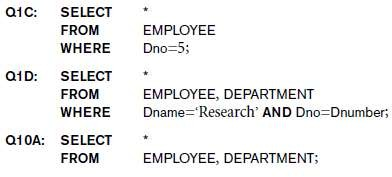 Q1C: SELECT *
FROM EMPLOYEE
WHERE Dno=5;
Q1D: SELECT *
FROM EMPLOYEE, DEPARTMENT
WHERE Dname=‘Research’ AND Dno=Dnumber;
Q10A: SELECT *
FROM EMPLOYEE, DEPARTMENT;